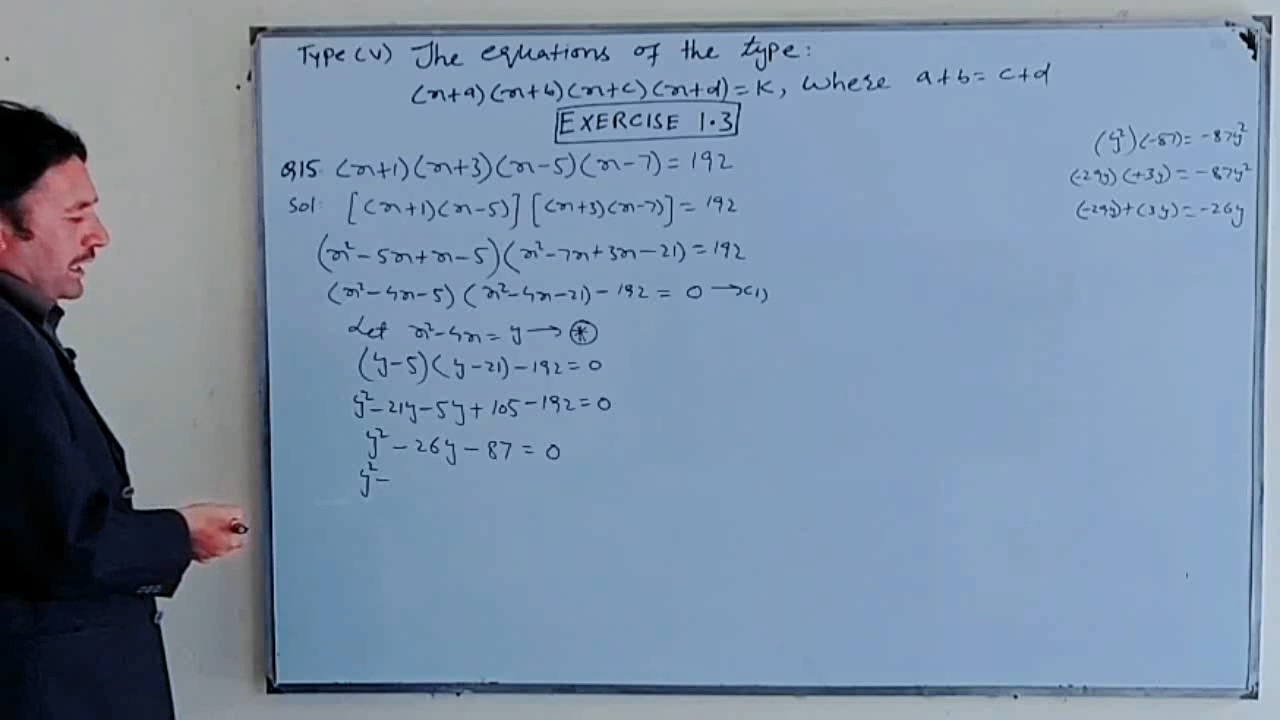 Type (V) The equations of the type:
(x+a)(x+b)(x+c)(x+d)=K, where a+b=c+d
EXERCISE 1.3
Q15. (x+1)(x+3)(x-5)(x-7)=192
Sol: [(x+1)(x-5)][(x+3)(x-7)]=192
(x²-5x+x-5)(x²-7x+3x-21)=192
(x²-4x-5)(x²-4x-21)-192=0→(1)
Let x²-4x=y→⊛
(y-5)(y-21)-192=0
y²-21y-5y+105-192=0
y²-26y-87=0
y²-
(y²)(-87)=-87y²
(-29y)(+3y)=-87y²
(-29y)+(3y)=-26y